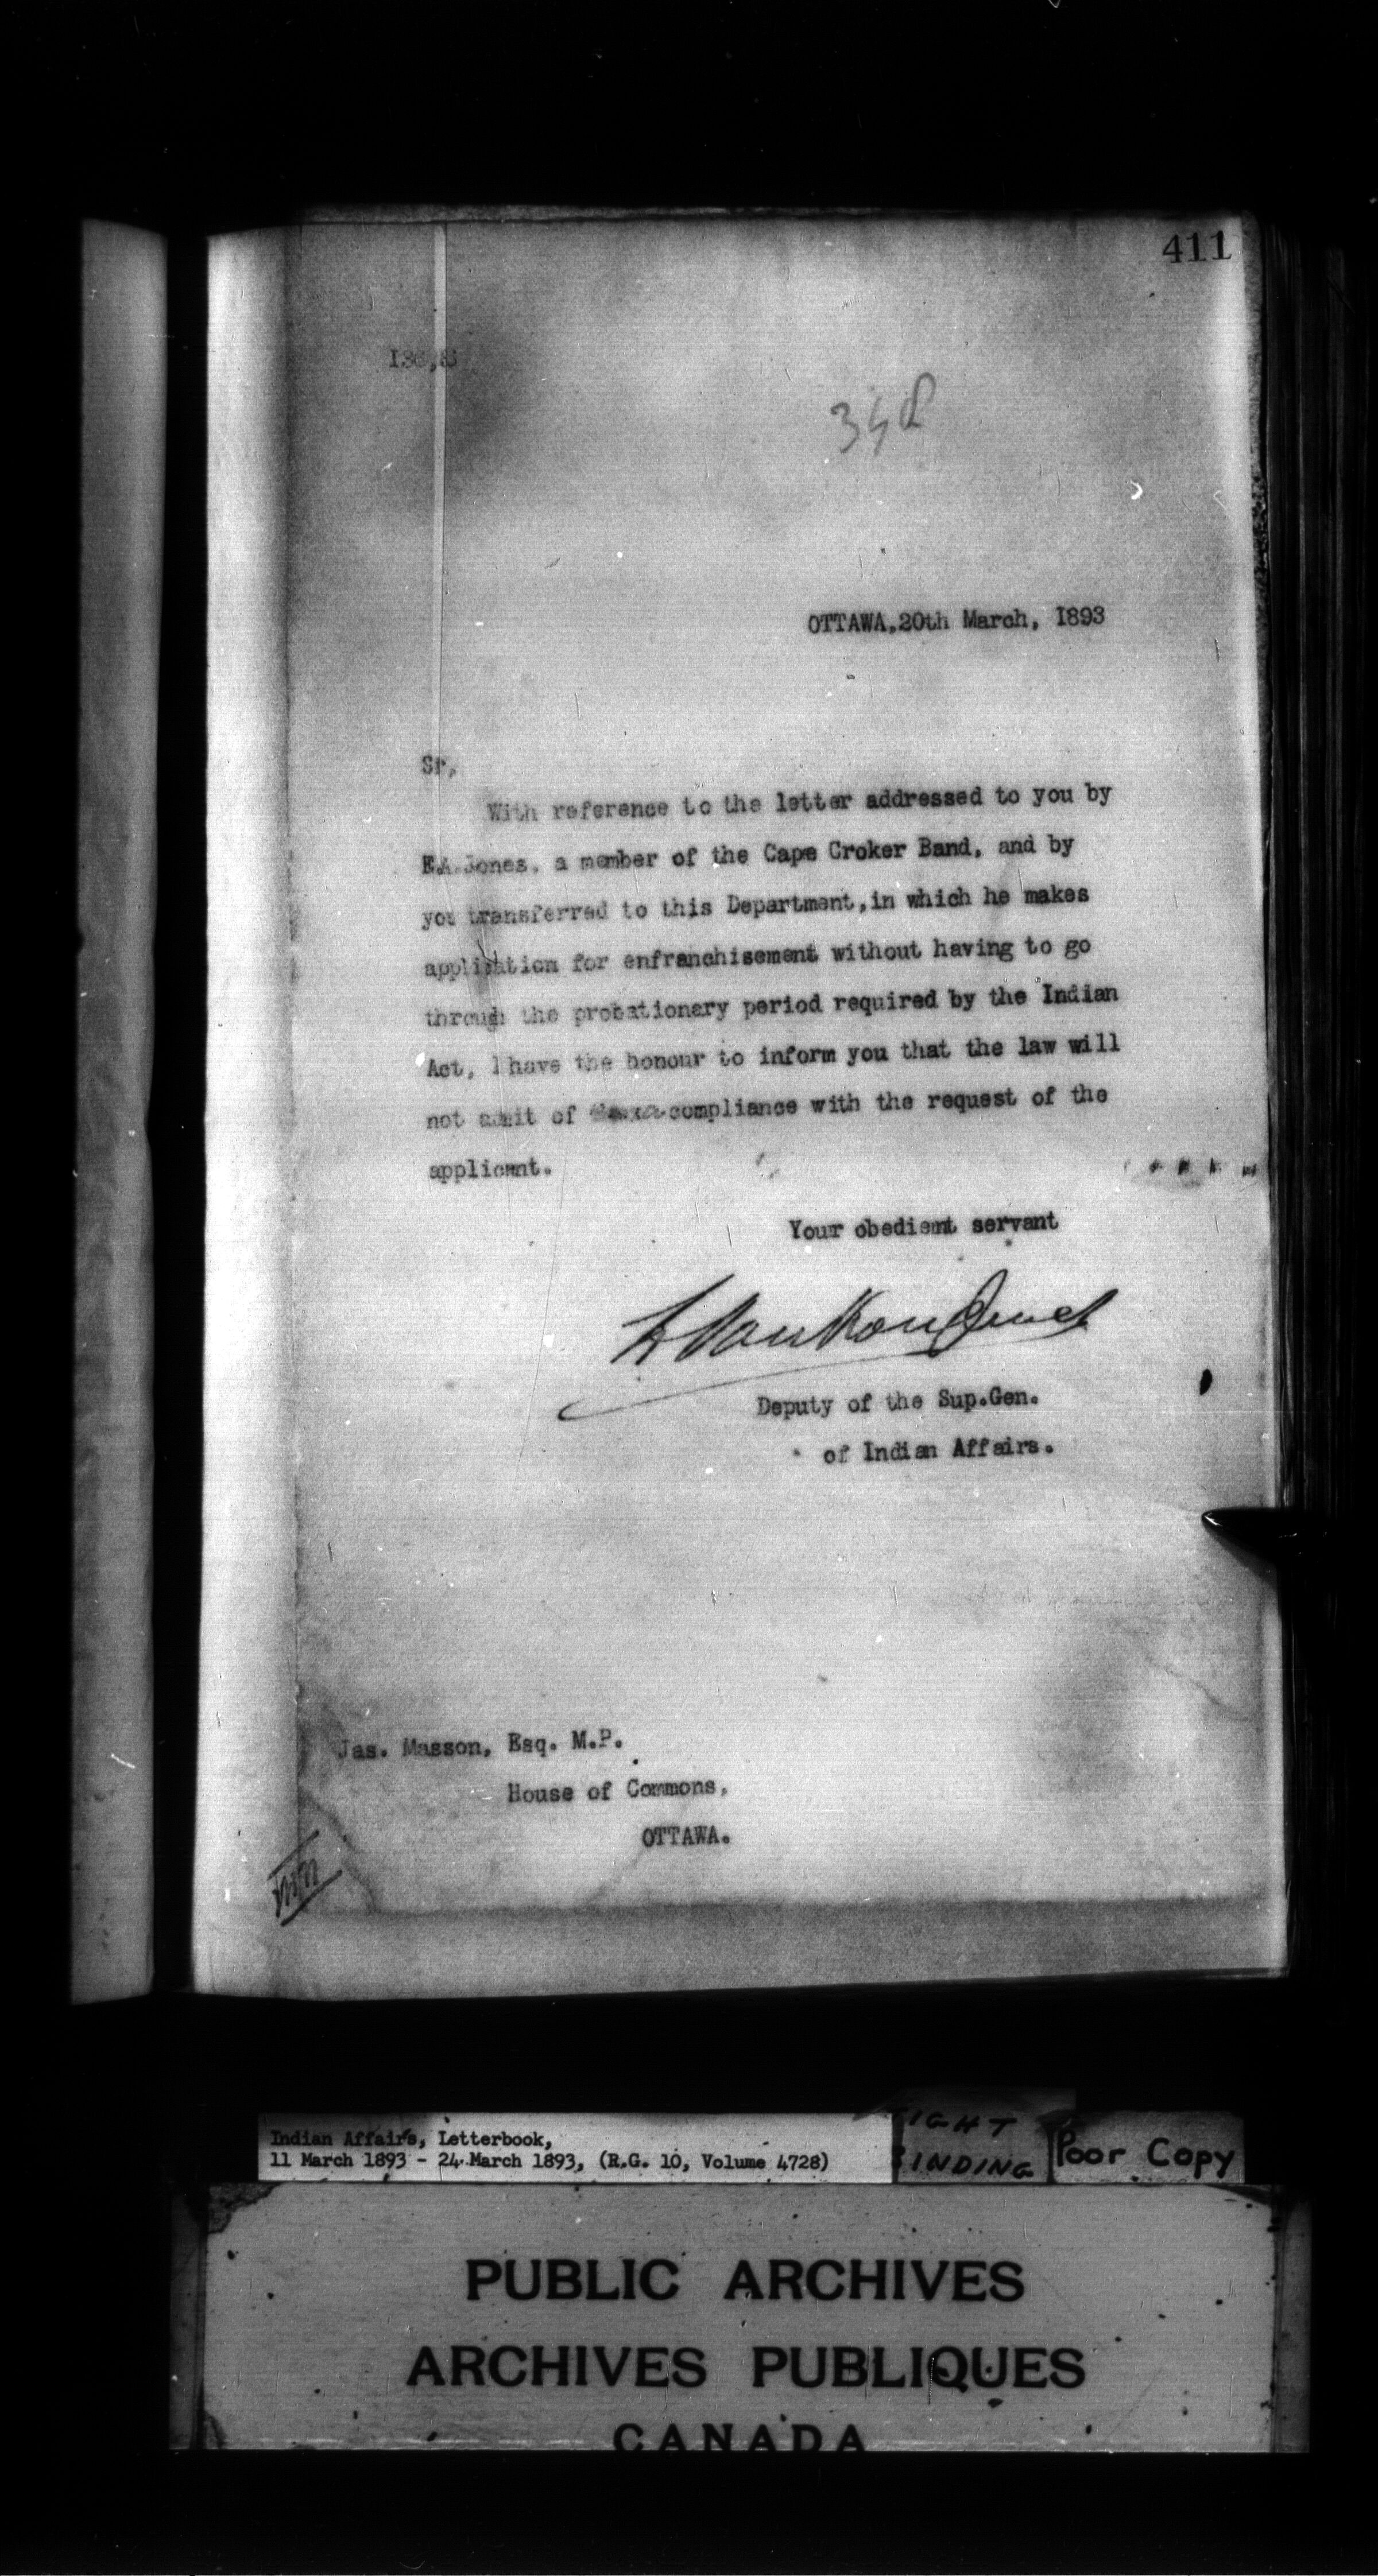 411
348
OTTAWA,20th March, 1893
Sr,
With reference to the letter addressed to you by
E.A.Jones, a member of the Cape Croker Band, and by
you transferred to this Department,in which he makes
application for enfranchisement without having to go
through the probationary period required by the Indian
Act, I have the honour to inform you that the law will
not admit of compliance with the request of the
applicant.
Your obedient servant
L VanKoughnet
Deputy of the Sup.Gen.
of Indian Affairs.
Jas. Masson, Esq. M.P.
House of Commons,
OTTAWA.
Indian Affairs, Letterbook,
11 March 1893 - 24 March 1893, (R.G. 10, Volume 4728)
TIGHT
BINDING
Poor Copy
PUBLIC ARCHIVES
ARCHIVES PUBLIQUES
CANADA